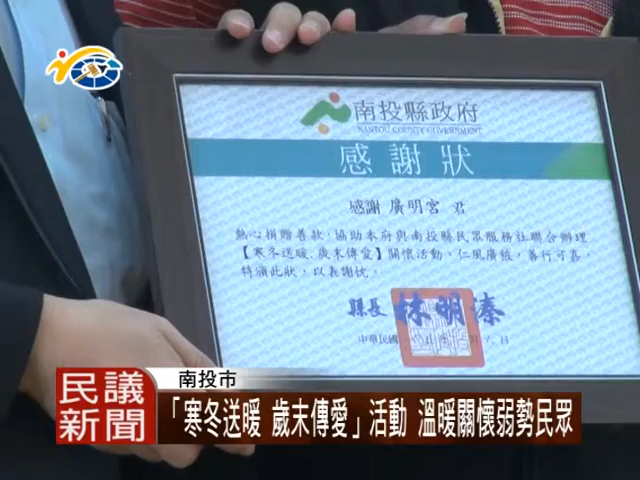 南投縣政府
NANTOU COUNTY GOVERNMENT
感謝狀
感謝 廣明宮 君
熱心捐贈善款，協助本府與南投縣民眾服務社聯合辦理
【寒冬送暖、歲末傳愛】關懷活動，仁風廣被，善行可嘉，
特頒此狀，以表謝忱。
縣長 林明溱
中華民國
南投市
民議
新聞
「寒冬送暖 歲末傳愛」活動 溫暖關懷弱勢民眾